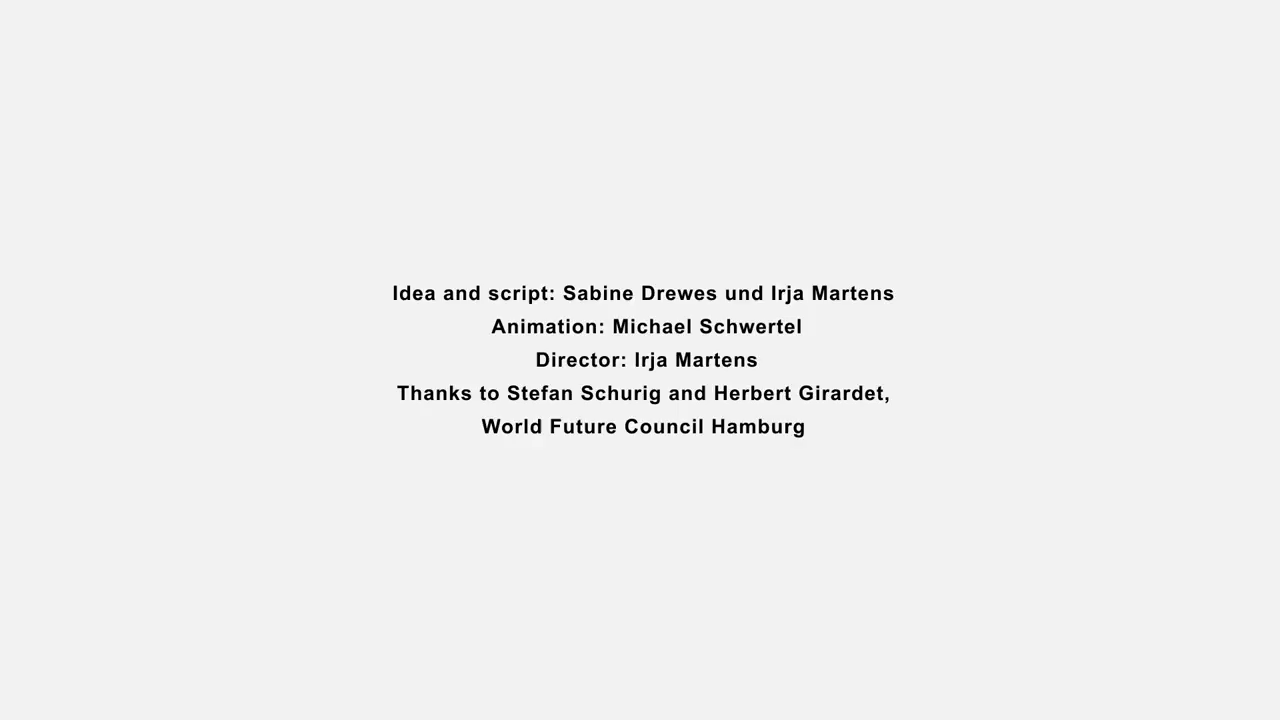 Idea and script: Sabine Drewes und Irja Martens
Animation: Michael Schwertel
Director: Irja Martens
Thanks to Stefan Schurig and Herbert Girardet,
World Future Council Hamburg